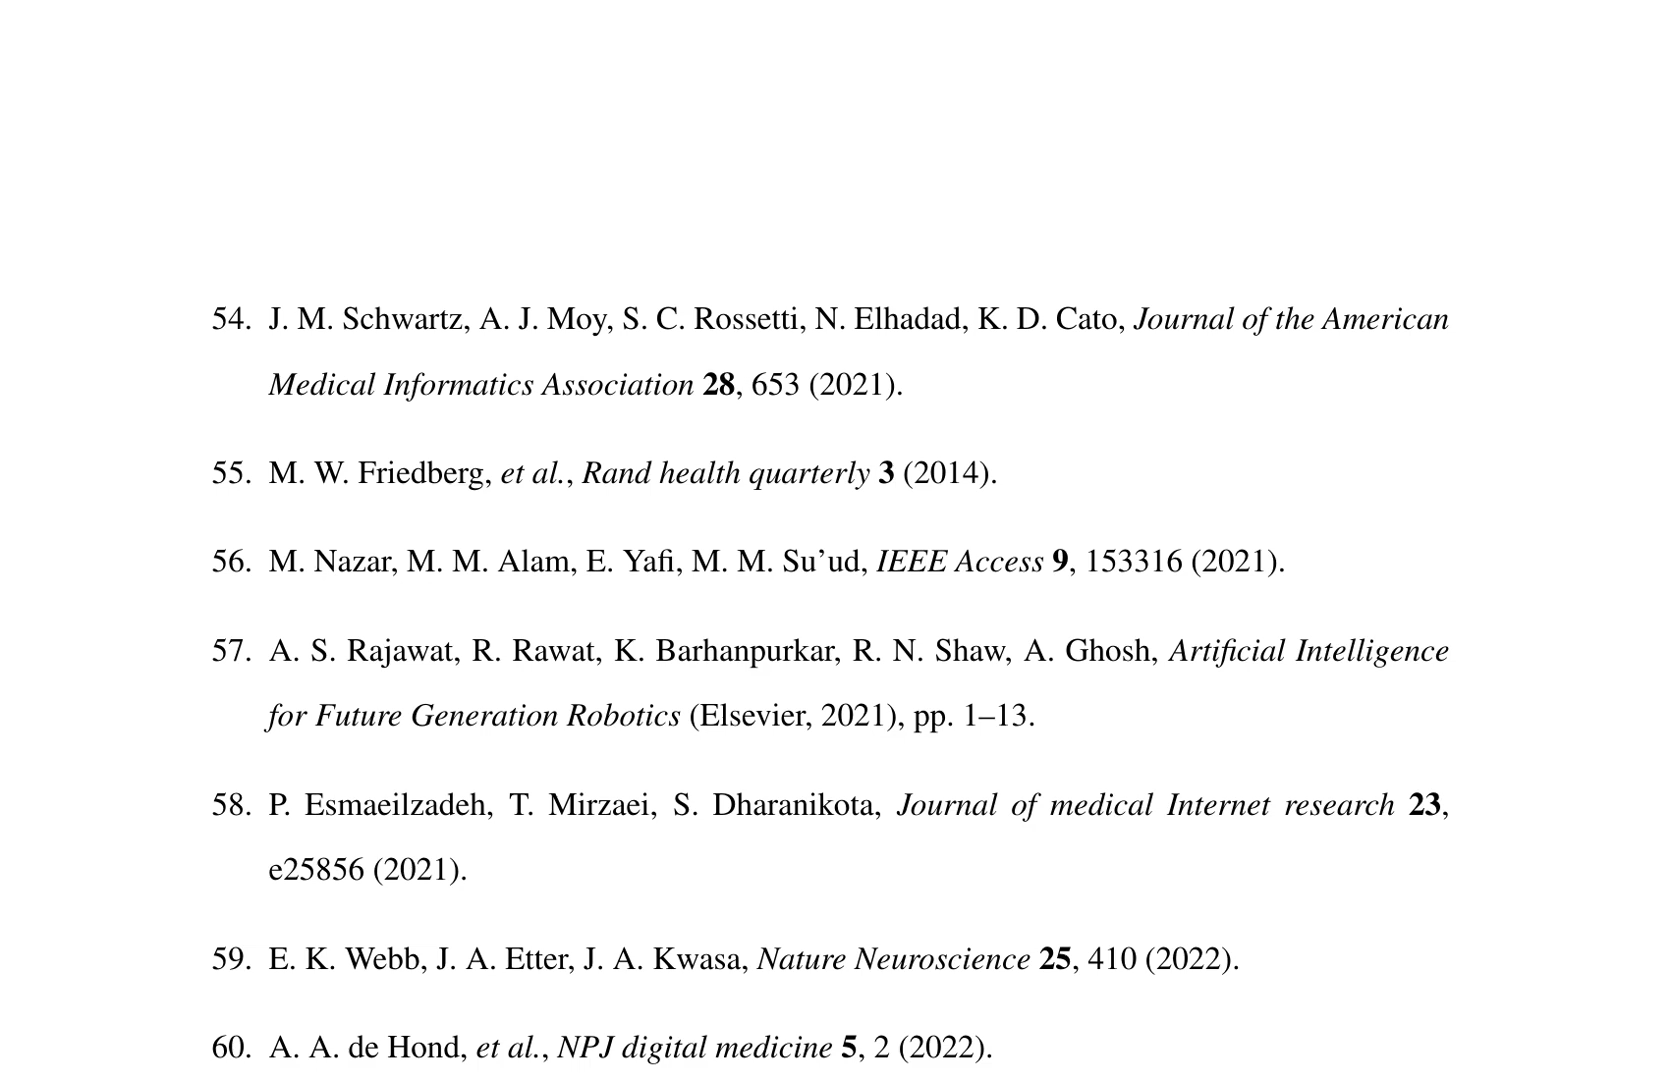 54. J. M. Schwartz, A. J. Moy, S. C. Rossetti, N. Elhadad, K. D. Cato, Journal of the American
Medical Informatics Association 28, 653 (2021).
55. M. W. Friedberg, et al., Rand health quarterly 3 (2014).
56. M. Nazar, M. M. Alam, E. Yafi, M. M. Su’ud, IEEE Access 9, 153316 (2021).
57. A. S. Rajawat, R. Rawat, K. Barhanpurkar, R. N. Shaw, A. Ghosh, Artificial Intelligence
for Future Generation Robotics (Elsevier, 2021), pp. 1–13.
58. P. Esmaeilzadeh, T. Mirzaei, S. Dharanikota, Journal of medical Internet research 23,
e25856 (2021).
59. E. K. Webb, J. A. Etter, J. A. Kwasa, Nature Neuroscience 25, 410 (2022).
60. A. A. de Hond, et al., NPJ digital medicine 5, 2 (2022).